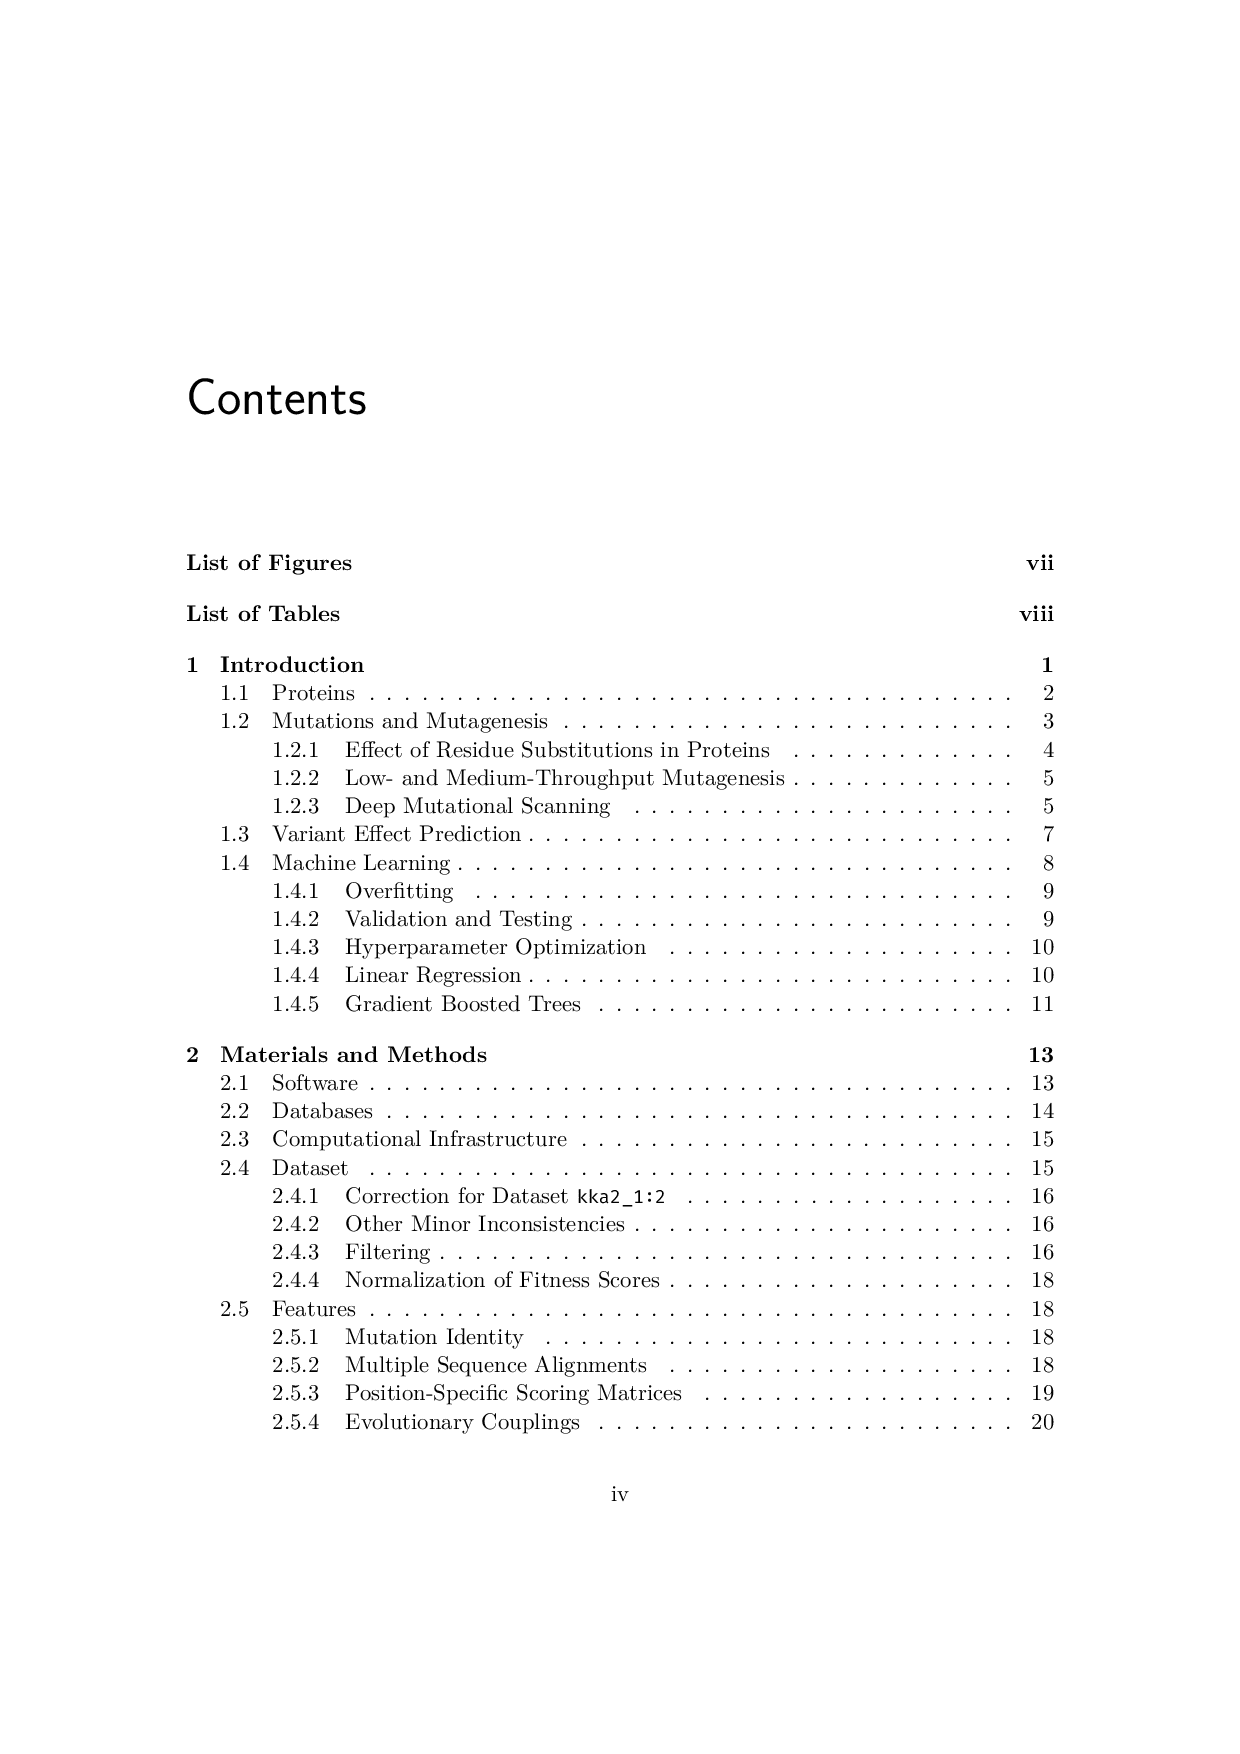 Contents
List of Figures vii
List of Tables viii
1 Introduction 1
1.1 Proteins . . . . . . . . . . . . . . . . . . . . . . . . . . . . . . . . . . . . . 2
1.2 Mutations and Mutagenesis . . . . . . . . . . . . . . . . . . . . . . . . . . 3
1.2.1 Effect of Residue Substitutions in Proteins . . . . . . . . . . . . . 4
1.2.2 Low- and Medium-Throughput Mutagenesis . . . . . . . . . . . . . 5
1.2.3 Deep Mutational Scanning . . . . . . . . . . . . . . . . . . . . . . 5
1.3 Variant Effect Prediction . . . . . . . . . . . . . . . . . . . . . . . . . . . . 7
1.4 Machine Learning . . . . . . . . . . . . . . . . . . . . . . . . . . . . . . . . 8
1.4.1 Overfitting . . . . . . . . . . . . . . . . . . . . . . . . . . . . . . . 9
1.4.2 Validation and Testing . . . . . . . . . . . . . . . . . . . . . . . . . 9
1.4.3 Hyperparameter Optimization . . . . . . . . . . . . . . . . . . . . 10
1.4.4 Linear Regression . . . . . . . . . . . . . . . . . . . . . . . . . . . . 10
1.4.5 Gradient Boosted Trees . . . . . . . . . . . . . . . . . . . . . . . . 11
2 Materials and Methods 13
2.1 Software . . . . . . . . . . . . . . . . . . . . . . . . . . . . . . . . . . . . . 13
2.2 Databases . . . . . . . . . . . . . . . . . . . . . . . . . . . . . . . . . . . . 14
2.3 Computational Infrastructure . . . . . . . . . . . . . . . . . . . . . . . . . 15
2.4 Dataset . . . . . . . . . . . . . . . . . . . . . . . . . . . . . . . . . . . . . 15
2.4.1 Correction for Dataset kka2_1:2 . . . . . . . . . . . . . . . . . . . 16
2.4.2 Other Minor Inconsistencies . . . . . . . . . . . . . . . . . . . . . . 16
2.4.3 Filtering . . . . . . . . . . . . . . . . . . . . . . . . . . . . . . . . . 16
2.4.4 Normalization of Fitness Scores . . . . . . . . . . . . . . . . . . . . 18
2.5 Features . . . . . . . . . . . . . . . . . . . . . . . . . . . . . . . . . . . . . 18
2.5.1 Mutation Identity . . . . . . . . . . . . . . . . . . . . . . . . . . . 18
2.5.2 Multiple Sequence Alignments . . . . . . . . . . . . . . . . . . . . 18
2.5.3 Position-Specific Scoring Matrices . . . . . . . . . . . . . . . . . . 19
2.5.4 Evolutionary Couplings . . . . . . . . . . . . . . . . . . . . . . . . 20
iv